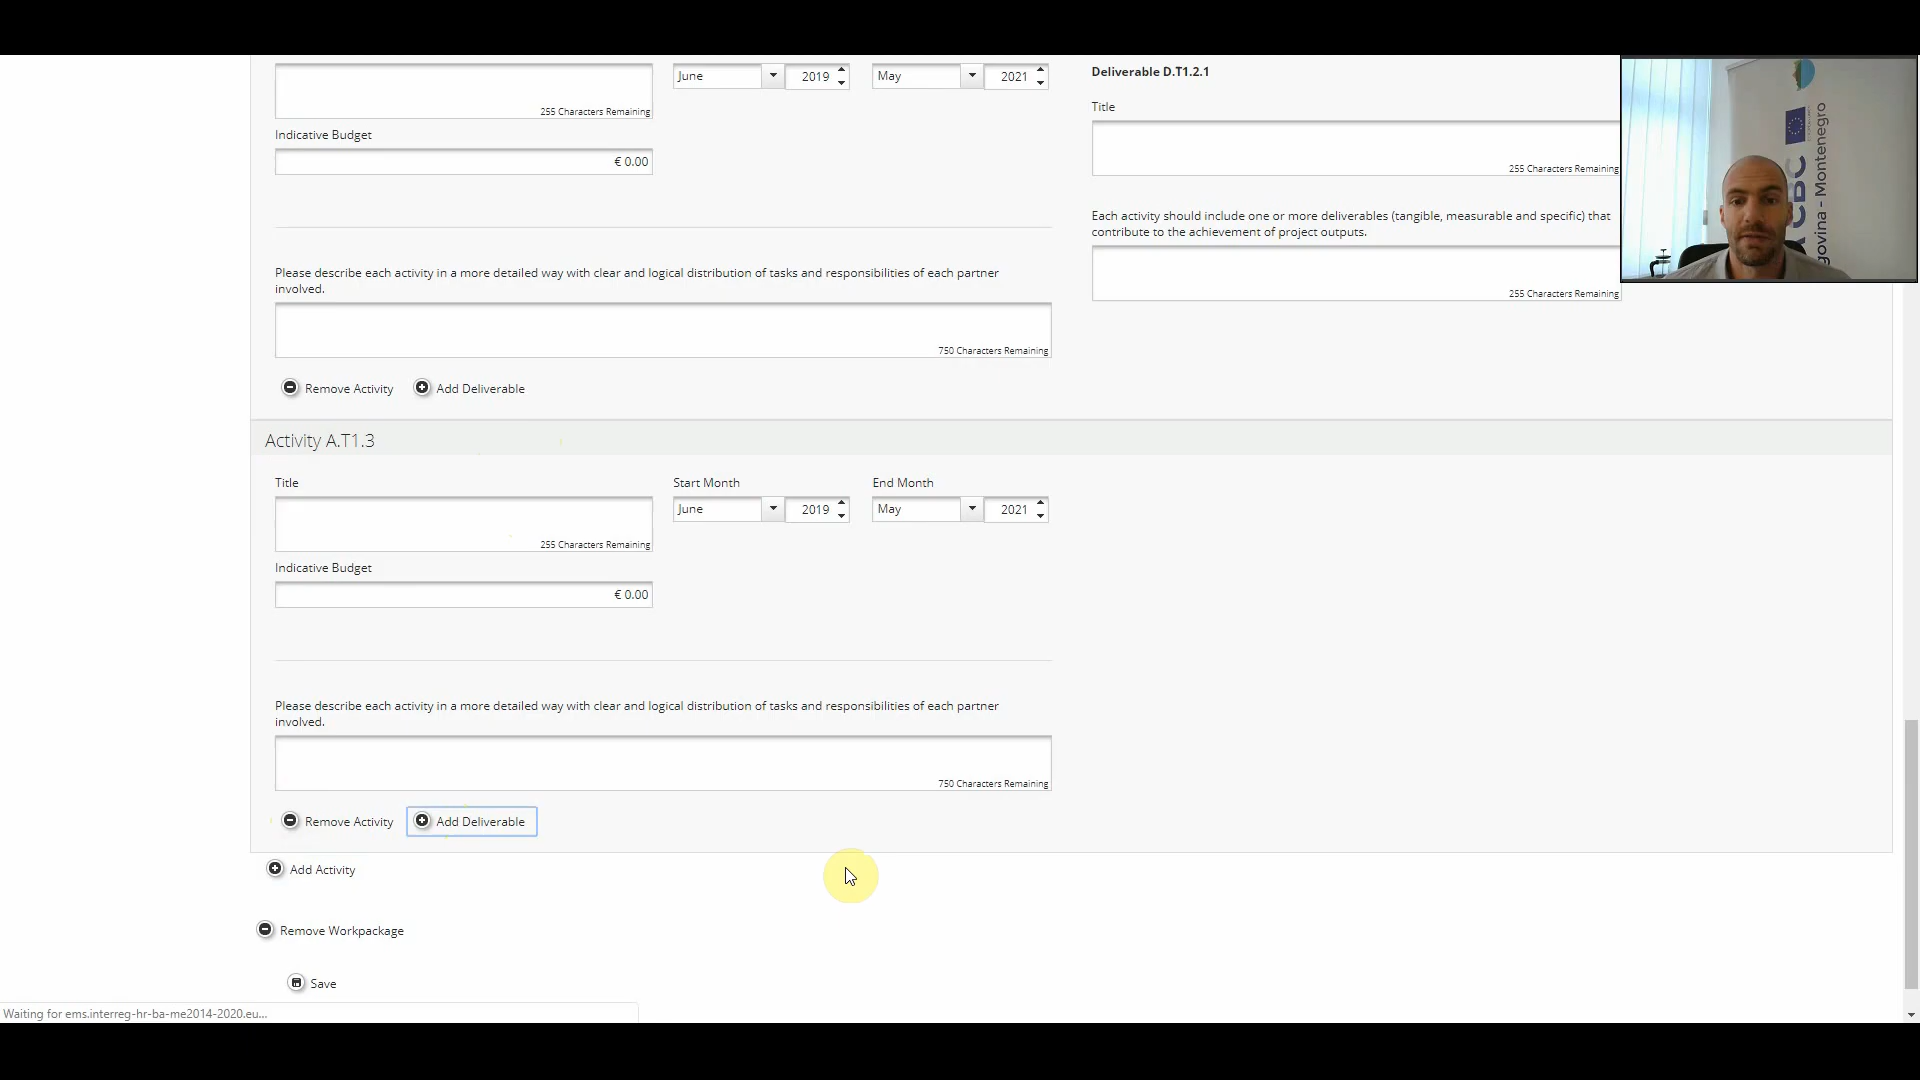 June
2019
May
2021
Deliverable D.T1.2.1
Title
255 Characters Remaining
Indicative Budget
€ 0.00
255 Characters Remaining
Each activity should include one or more deliverables (tangible, measurable and specific) that
contribute to the achievement of project outputs.
255 Characters Remaining
Please describe each activity in a more detailed way with clear and logical distribution of tasks and responsibilities of each partner
involved.
750 Characters Remaining
Remove Activity
Add Deliverable
Activity A.T1.3
Title
Start Month
End Month
June
2019
May
2021
255 Characters Remaining
Indicative Budget
€ 0.00
Please describe each activity in a more detailed way with clear and logical distribution of tasks and responsibilities of each partner
involved.
750 Characters Remaining
Remove Activity
Add Deliverable
Add Activity
Remove Workpackage
Save
Waiting for ems.interreg-hr-ba-me2014-2020.eu...
CBC
govina - Montenegro